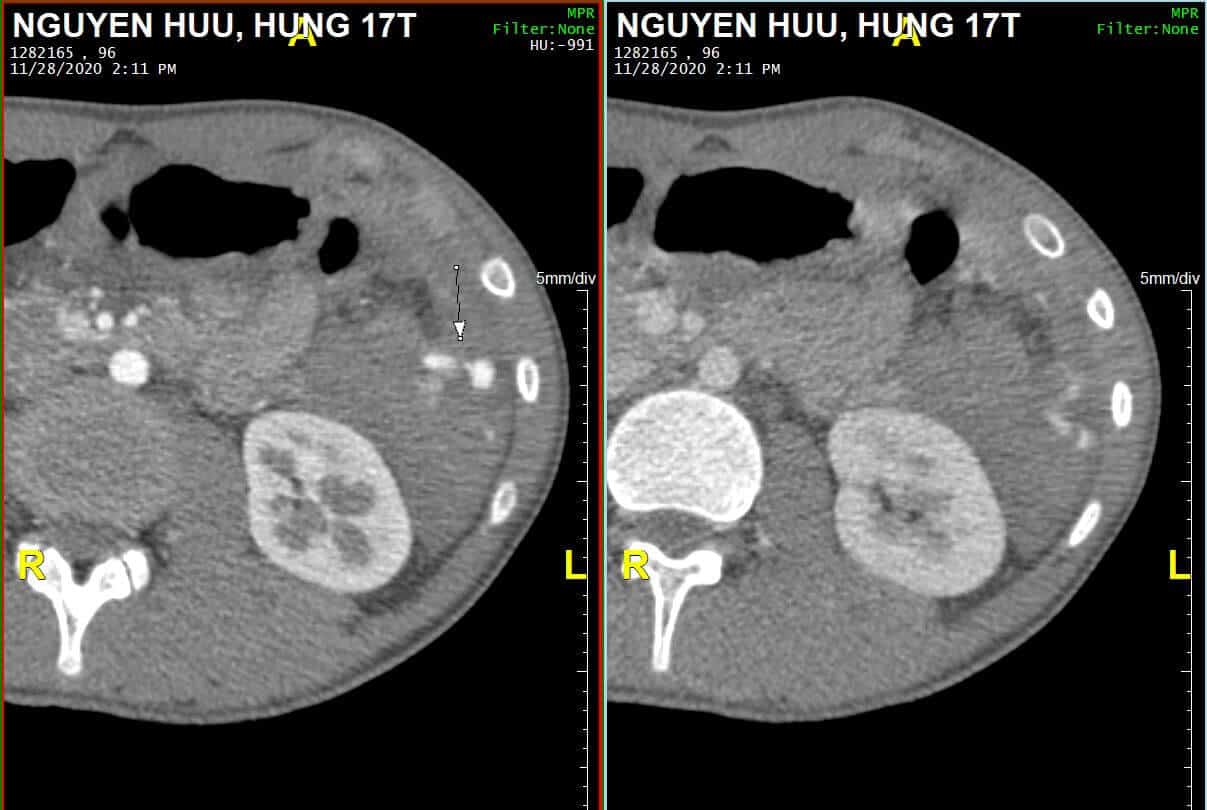 NGUYEN HUU, HUNG 17T
A
MPR
Filter:None
HU:-991
1282165 , 96
11/28/2020 2:11 PM
5mm/div
R
L
NGUYEN HUU, HUNG 17T
A
MPR
Filter:None
1282165 , 96
11/28/2020 2:11 PM
5mm/div
R
L